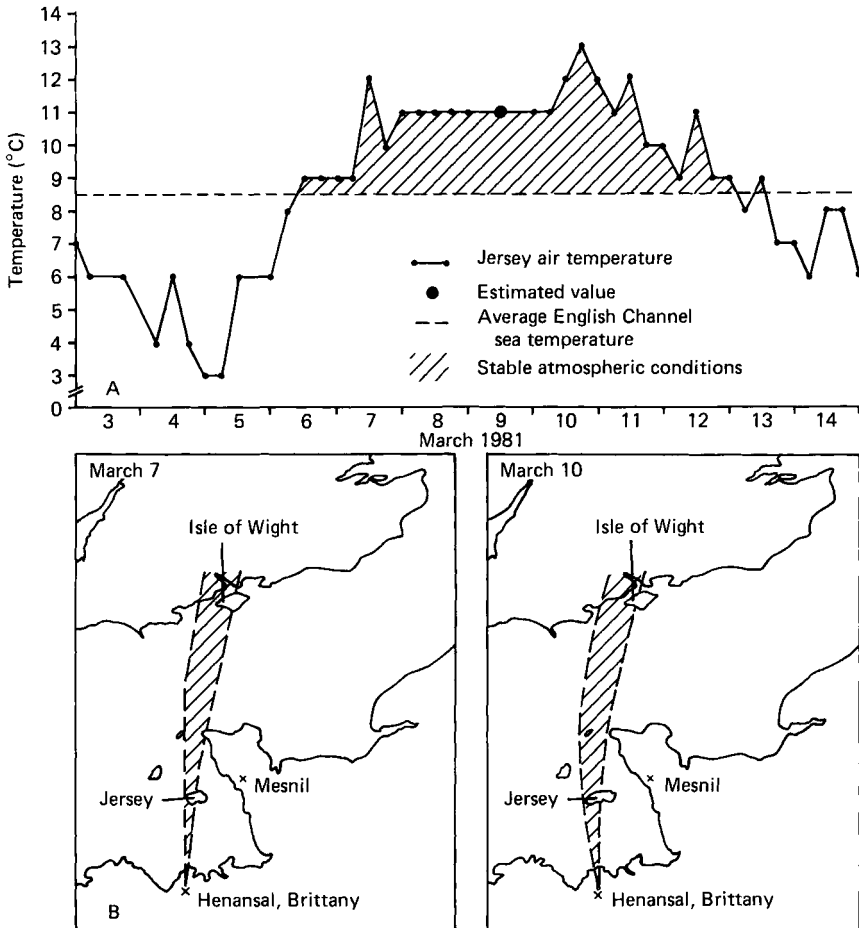 14
13
12
11
10
9
8
7
6
5
4
3
0
Temperature (°C)
Jersey air temperature
Estimated value
Average English Channel
sea temperature
Stable atmospheric conditions
A
3 4 5 6 7 8 9 10 11 12 13 14
March 1981
March 7
Isle of Wight
Mesnil
Jersey
Henansal, Brittany
B
March 10
Isle of Wight
Mesnil
Jersey
Henansal, Brittany